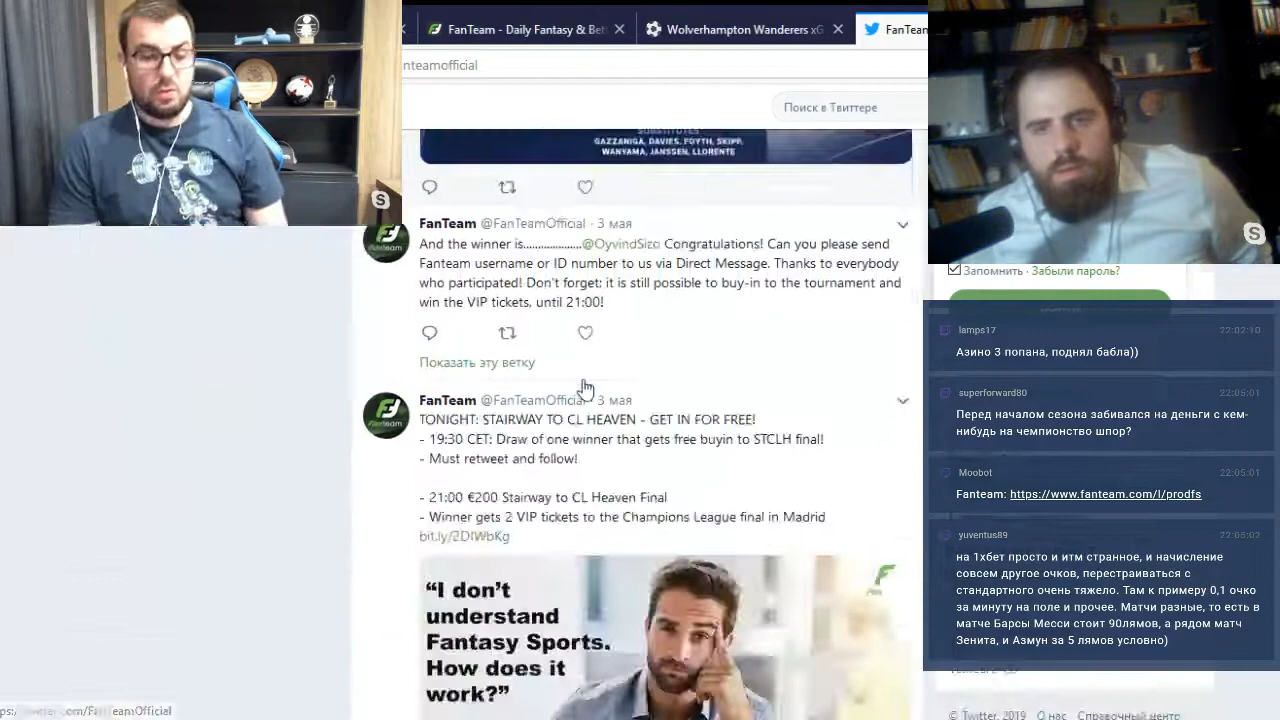 FanTeam - Daily Fantasy & Bet
Wolverhampton Wanderers xG
FanTeam
nteamofficial
Поиск в Твиттере
SUBSTITUTES
GAZZANIGA, DAVIES, FOYTH, SKIPP,
WANYAMA, JANSSEN, LLORENTE
FanTeam @FanTeamOfficial · 3 мая
And the winner is....................@OyvindSizo Congratulations! Can you please send
Fanteam username or ID number to us via Direct Message. Thanks to everybody
who participated! Don't forget: it is still possible to buy-in to the tournament and
win the VIP tickets, until 21:00!
Показать эту ветку
FanTeam @FanTeamOfficial · 3 мая
TONIGHT: STAIRWAY TO CL HEAVEN - GET IN FOR FREE!
- 19:30 CET: Draw of one winner that gets free buyin to STCLH final!
- Must retweet and follow!
- 21:00 €200 Stairway to CL Heaven Final
- Winner gets 2 VIP tickets to the Champions League final in Madrid
“I don’t
understand
Fantasy Sports.
How does it
work?”
Запомнить · Забыли пароль?
lamps17 22:02:10
Азино 3 попана, поднял бабла))
superforward80 22:05:01
Перед началом сезона забивался на деньги с кем-
нибудь на чемпионство шпор?
Moobot 22:05:01
Fanteam: https://www.fanteam.com/l/prodfs
yuventus89 22:05:02
на 1хбет просто и итм странное, и начисление
совсем другое очков, перестраиваться с
стандартного очень тяжело. Там к примеру 0,1 очко
за минуту на поле и прочее. Матчи разные, то есть в
матче Барсы Месси стоит 90лямов, а рядом матч
Зенита, и Азмун за 5 лямов условно)
© Twitter, 2019 О нас Справочный центр